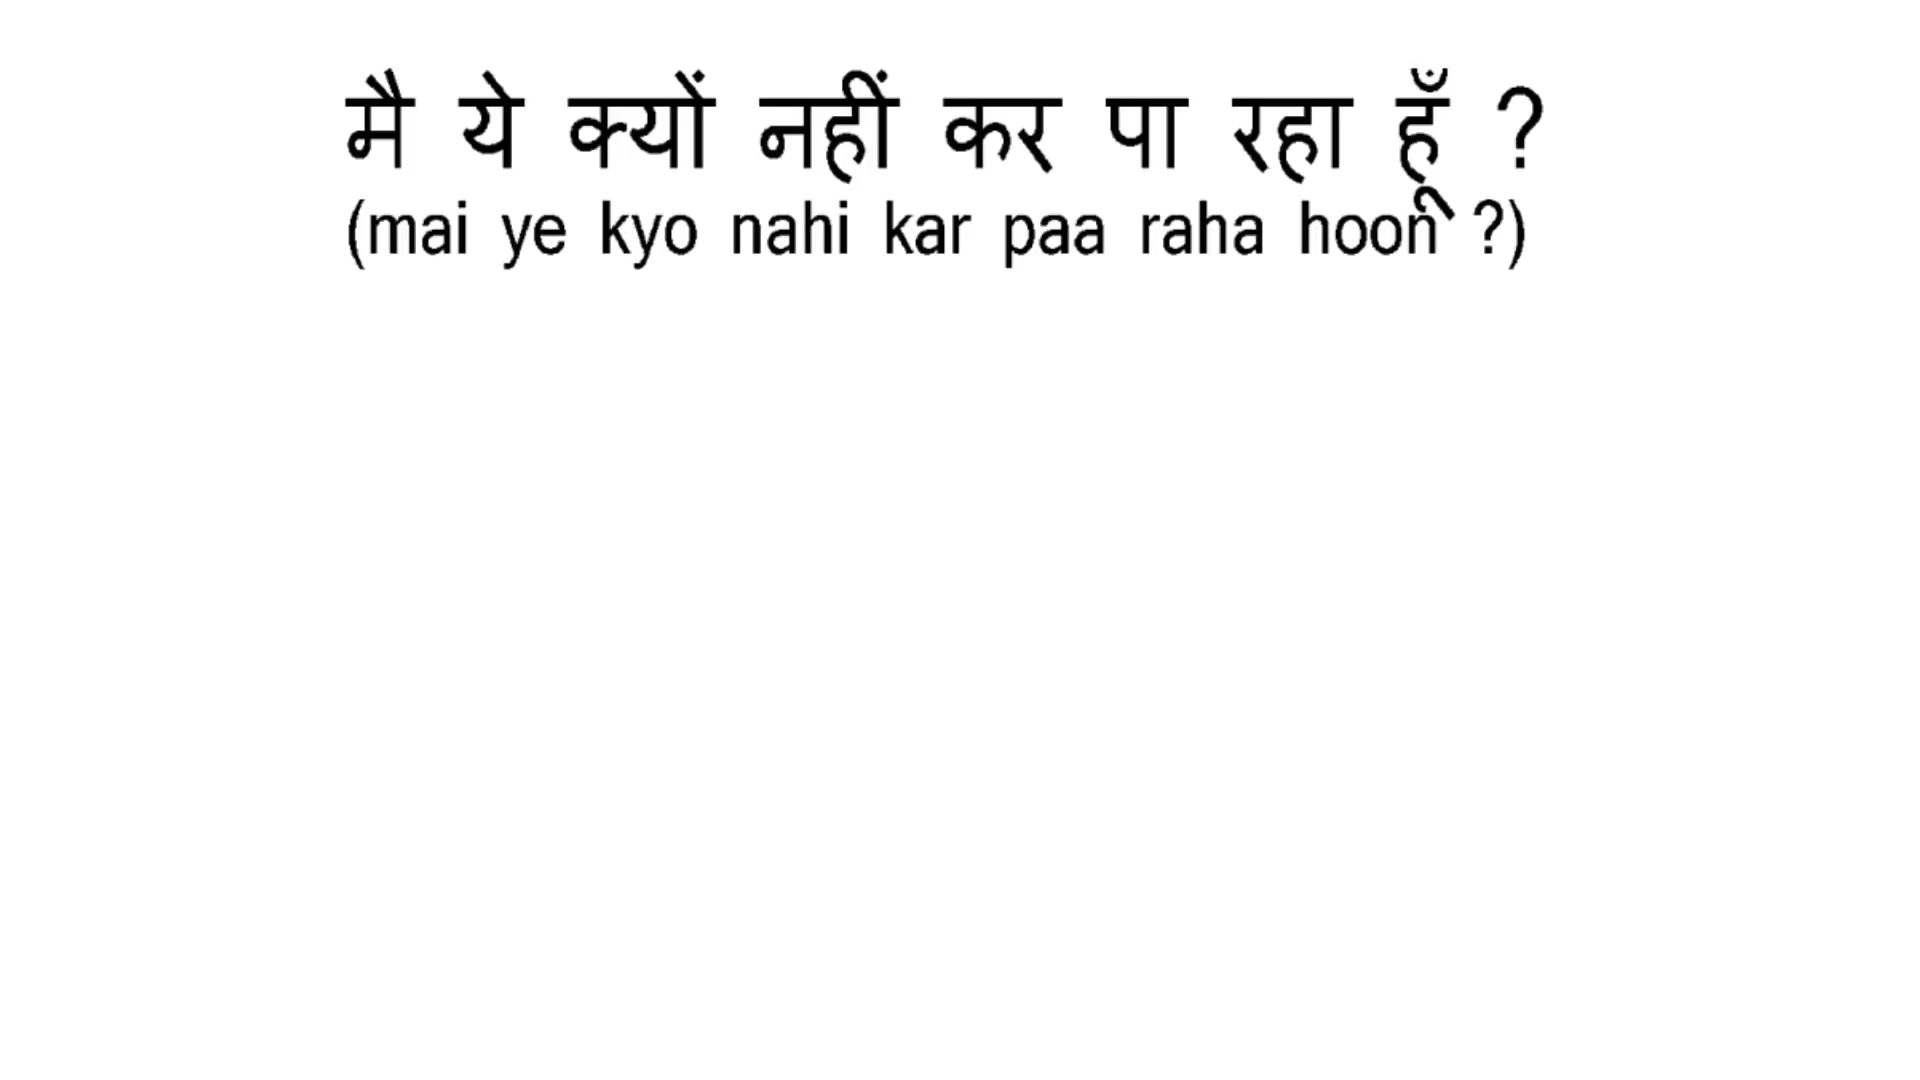 मै ये क्यों नहीं कर पा रहा हूँ ?
(mai ye kyo nahi kar paa raha hoon ?)